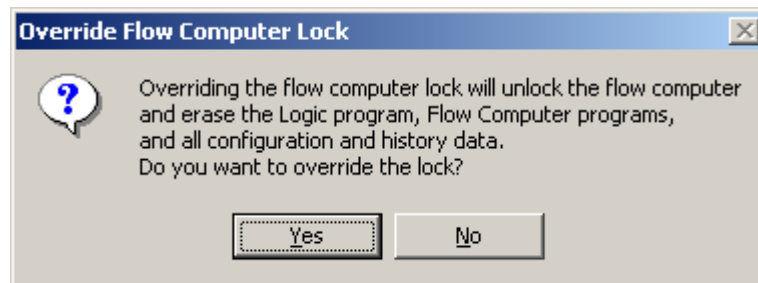 Override Flow Computer Lock
Overriding the flow computer lock will unlock the flow computer
and erase the Logic program, Flow Computer programs,
and all configuration and history data.
Do you want to override the lock?
Yes No